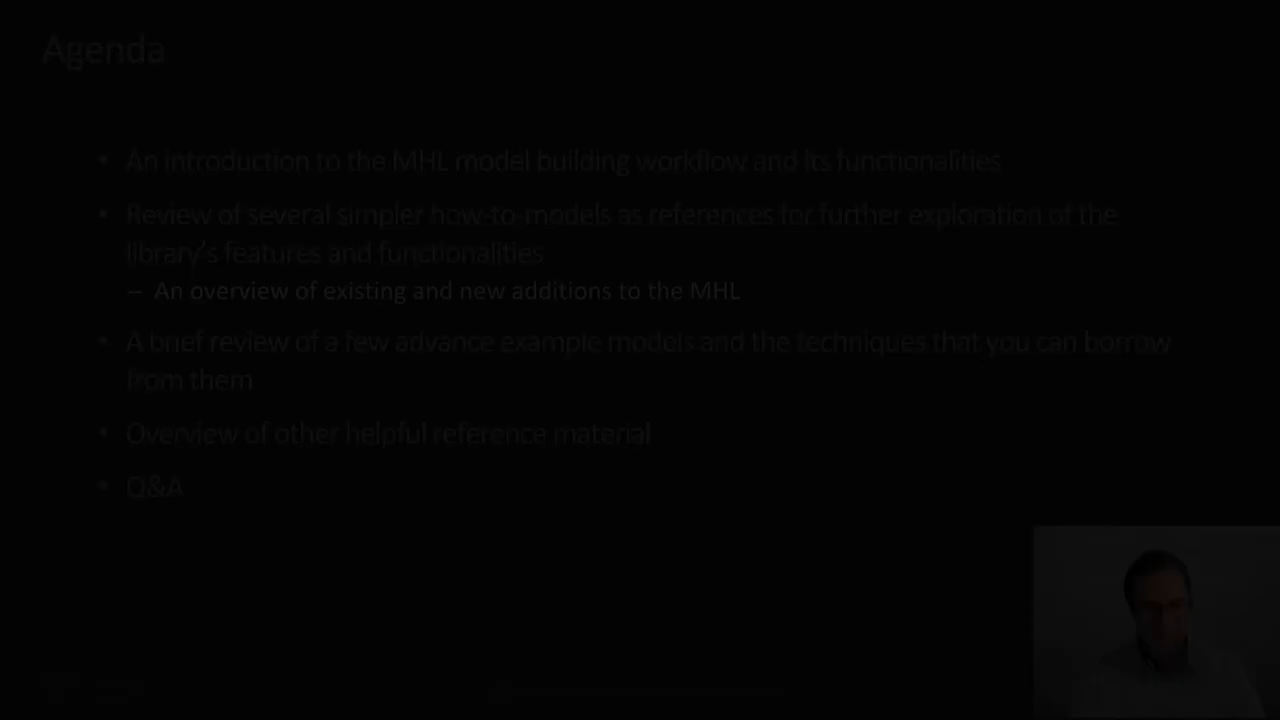 Agenda
• An introduction to the MHL model building workflow and its functionalities
• Review of several simpler how-to-models as references for further exploration of the
library's features and functionalities
– An overview of existing and new additions to the MHL
• A brief review of a few advance example models and the techniques that you can borrow
from them
• Overview of other helpful reference material
• Q&A